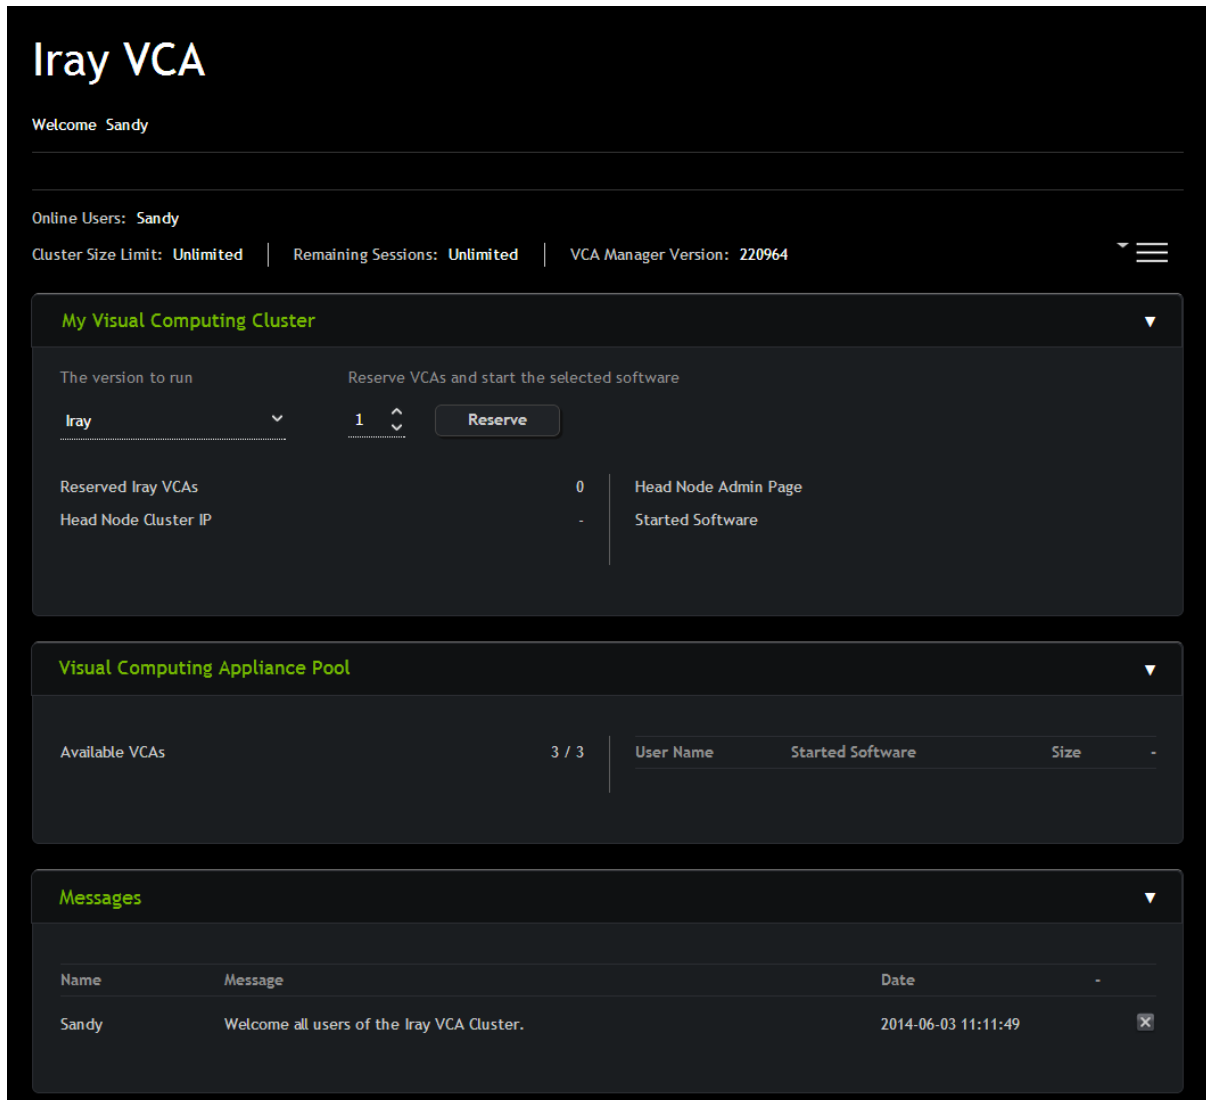 Iray VCA
Welcome Sandy
Online Users: Sandy
Cluster Size Limit: Unlimited Remaining Sessions: Unlimited VCA Manager Version: 220964
My Visual Computing Cluster
The version to run Reserve VCAs and start the selected software
Iray 1 Reserve
Reserved Iray VCAs 0 Head Node Admin Page
Head Node Cluster IP - Started Software
Visual Computing Appliance Pool
Available VCAs 3 / 3 User Name Started Software Size -
Messages
Name Message Date -
Sandy Welcome all users of the Iray VCA Cluster. 2014-06-03 11:11:49